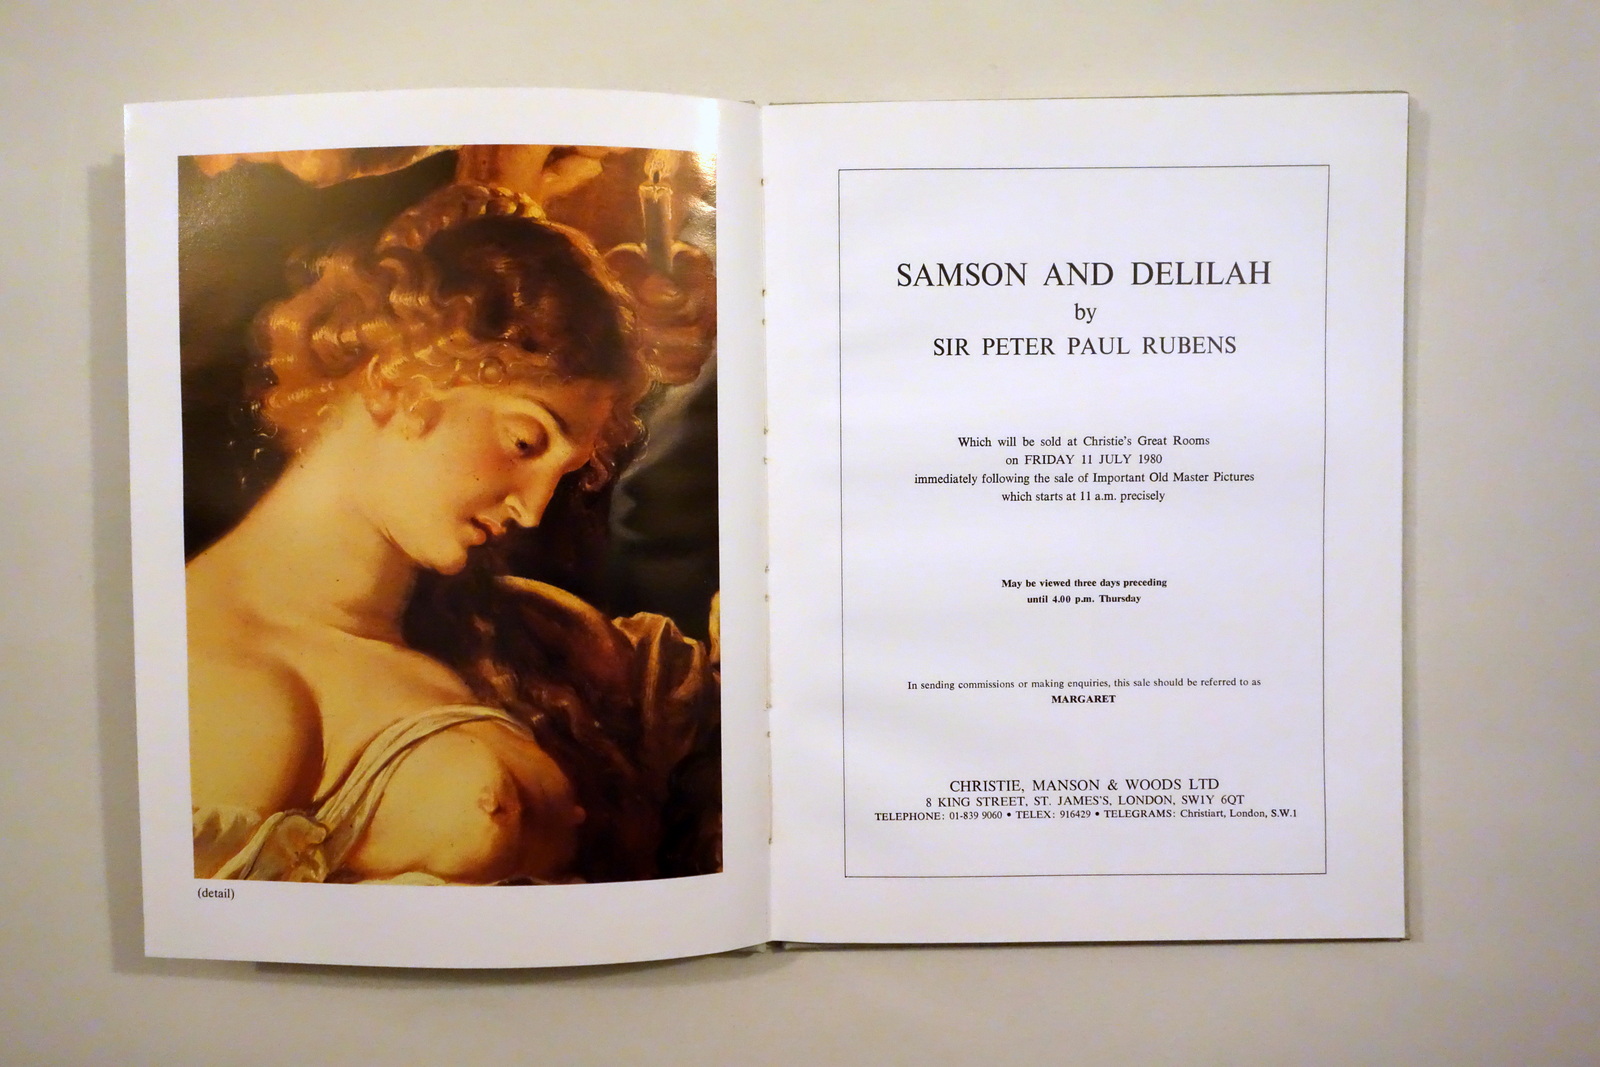 (detail)
SAMSON AND DELILAH
by
SIR PETER PAUL RUBENS
Which will be sold at Christie's Great Rooms
on FRIDAY 11 JULY 1980
immediately following the sale of Important Old Master Pictures
which starts at 11 a.m. precisely
May be viewed three days preceding
until 4.00 p.m. Thursday
In sending commissions or making enquiries, this sale should be referred to as
MARGARET
CHRISTIE, MANSON & WOODS LTD
8 KING STREET, ST. JAMES'S, LONDON, SW1Y 6QT
TELEPHONE: 01-839 9060 • TELEX: 916429 • TELEGRAMS: Christiart, London, S.W.1